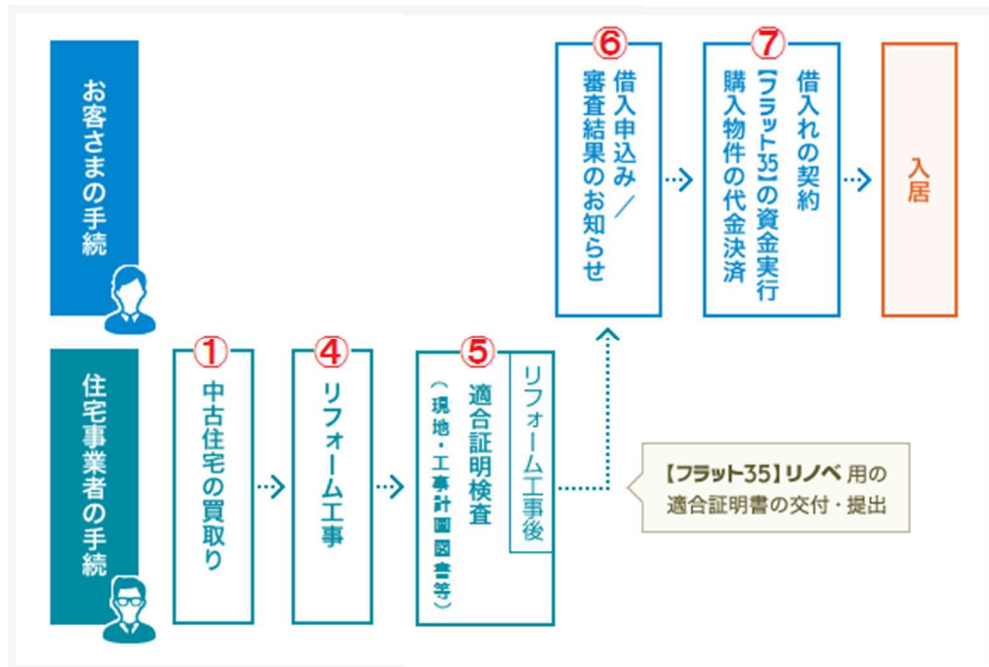 お客さまの手続
⑥
借入申込み/
審査結果のお知らせ
⑦
借入れの契約
【フラット35】の資金実行
購入物件の代金決済
入居
住宅事業者の手続
①
中古住宅の買取り
④
リフォーム工事
⑤
リフォーム工事後
適合証明検査
(現地・工事計画図書等)
【フラット35】リノベ 用の
適合証明書の交付・提出